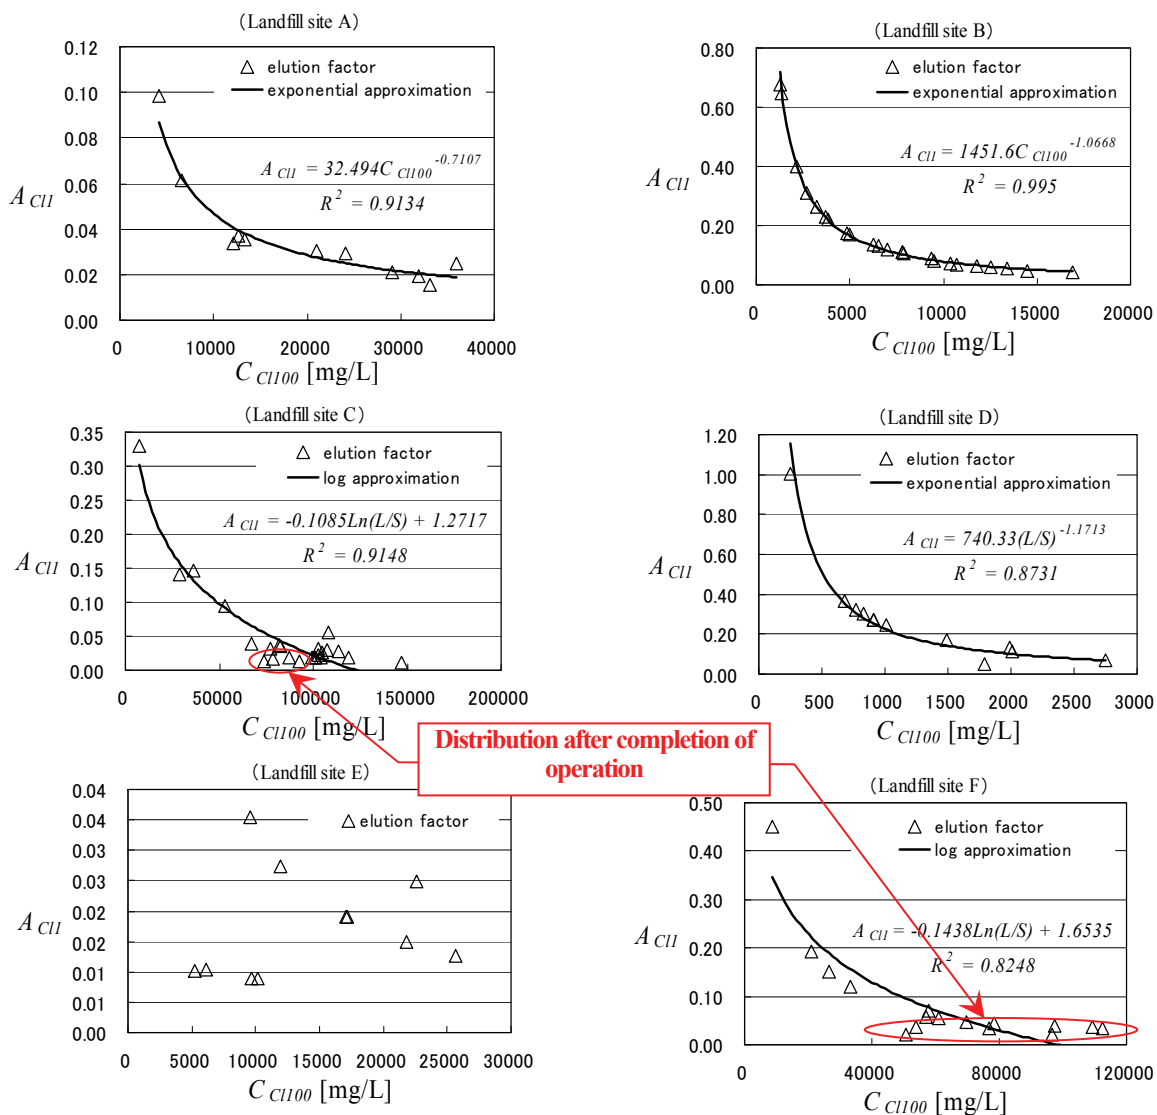 (Landfill site A)
0.12
0.10
0.08
0.06
0.04
0.02
0.00
A Cl1
△ elution factor
exponential approximation
A Cl1 = 32.494C Cl100 -0.7107
R2 = 0.9134
0 10000 20000 30000 40000
C Cl100 [mg/L]
(Landfill site B)
0.80
0.60
0.40
0.20
0.00
A Cl1
△ elution factor
exponential approximation
A Cl1 = 1451.6C Cl100 -1.0668
R2 = 0.995
0 5000 10000 15000 20000
C Cl100 [mg/L]
(Landfill site C)
0.35
0.30
0.25
0.20
0.15
0.10
0.05
0.00
A Cl1
△ elution factor
log approximation
A Cl1 = -0.1085Ln(L/S) + 1.2717
R2 = 0.9148
0 50000 100000 150000 200000
C Cl100 [mg/L]
(Landfill site D)
1.20
1.00
0.80
0.60
0.40
0.20
0.00
A Cl1
△ elution factor
exponential approximation
A Cl1 = 740.33(L/S) -1.1713
R2 = 0.8731
0 500 1000 1500 2000 2500 3000
C Cl100 [mg/L]
Distribution after completion of
operation
(Landfill site E)
0.04
0.04
0.03
0.03
0.02
0.02
0.01
0.01
0.00
A Cl1
△ elution factor
0 5000 10000 15000 20000 25000 30000
C Cl100 [mg/L]
(Landfill site F)
0.50
0.40
0.30
0.20
0.10
0.00
A Cl1
△ elution factor
log approximation
A Cl1 = -0.1438Ln(L/S) + 1.6535
R2 = 0.8248
0 40000 80000 120000
C Cl100 [mg/L]